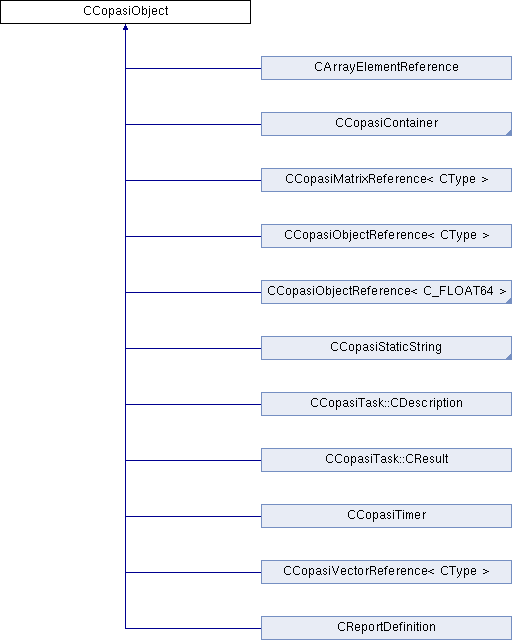 CCopasiObject
CArrayElementReference
CCopasiContainer
CCopasiMatrixReference< CType >
CCopasiObjectReference< CType >
CCopasiObjectReference< C_FLOAT64 >
CCopasiStaticString
CCopasiTask::CDescription
CCopasiTask::CResult
CCopasiTimer
CCopasiVectorReference< CType >
CReportDefinition